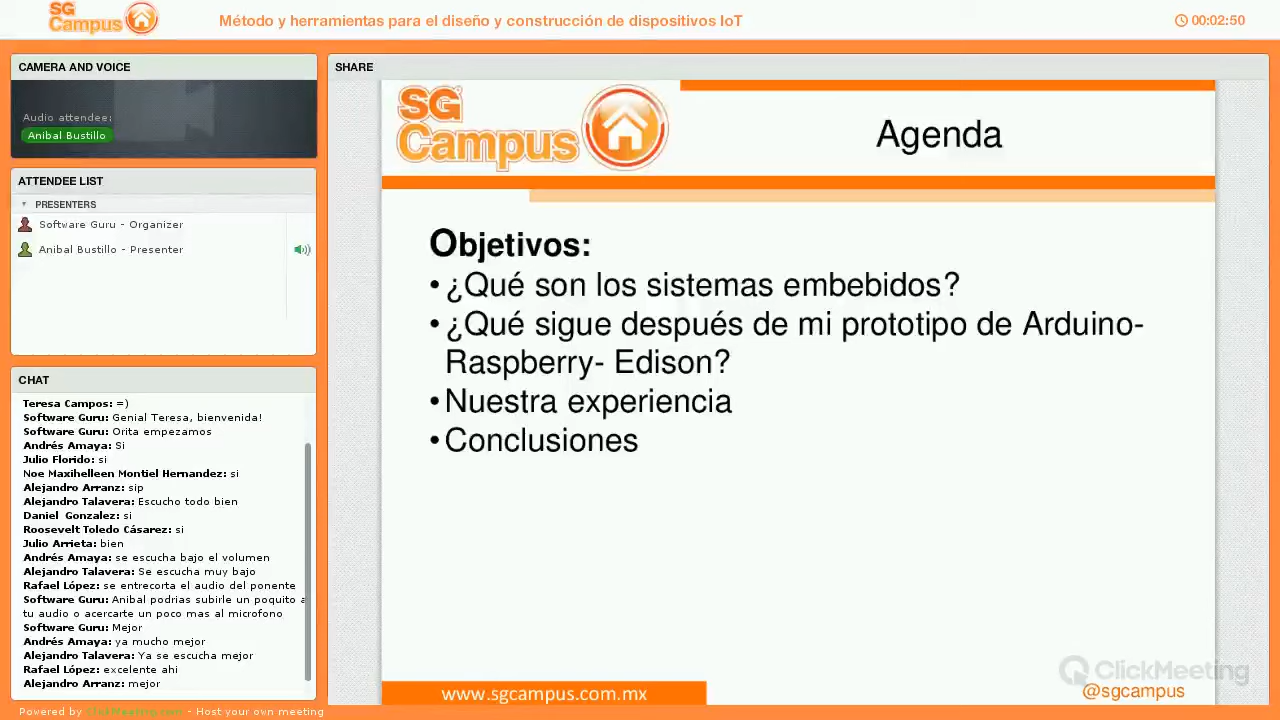 SG
Campus
Método y herramientas para el diseño y construcción de dispositivos IoT
00:02:50
CAMERA AND VOICE
Audio attendee:
Anibal Bustillo
ATTENDEE LIST
PRESENTERS
Software Guru - Organizer
Anibal Bustillo - Presenter
CHAT
Teresa Campos: =)
Software Guru: Genial Teresa, bienvenida!
Software Guru: Orita empezamos
Andrés Amaya: Si
Julio Florido: si
Noe Maxihelleen Montiel Hernandez: si
Alejandro Arranz: sip
Alejandro Talavera: Escucho todo bien
Daniel Gonzalez: si
Roosevelt Toledo Cásarez: si
Julio Arrieta: bien
Andrés Amaya: se escucha bajo el volumen
Alejandro Talavera: Se escucha muy bajo
Rafael López: se entrecorta el audio del ponente
Software Guru: Anibal podrias subirle un poquito a
tu audio o acercarte un poco mas al microfono
Software Guru: Mejor
Andrés Amaya: ya mucho mejor
Alejandro Talavera: Ya se escucha mejor
Rafael López: excelente ahi
Alejandro Arranz: mejor
Powered by ClickMeeting.com - Host your own meeting
SHARE
SG
Campus
Agenda
Objetivos:
•¿Qué son los sistemas embebidos?
•¿Qué sigue después de mi prototipo de Arduino-
Raspberry- Edison?
•Nuestra experiencia
•Conclusiones
www.sgcampus.com.mx
ClickMeeting
@sgcampus